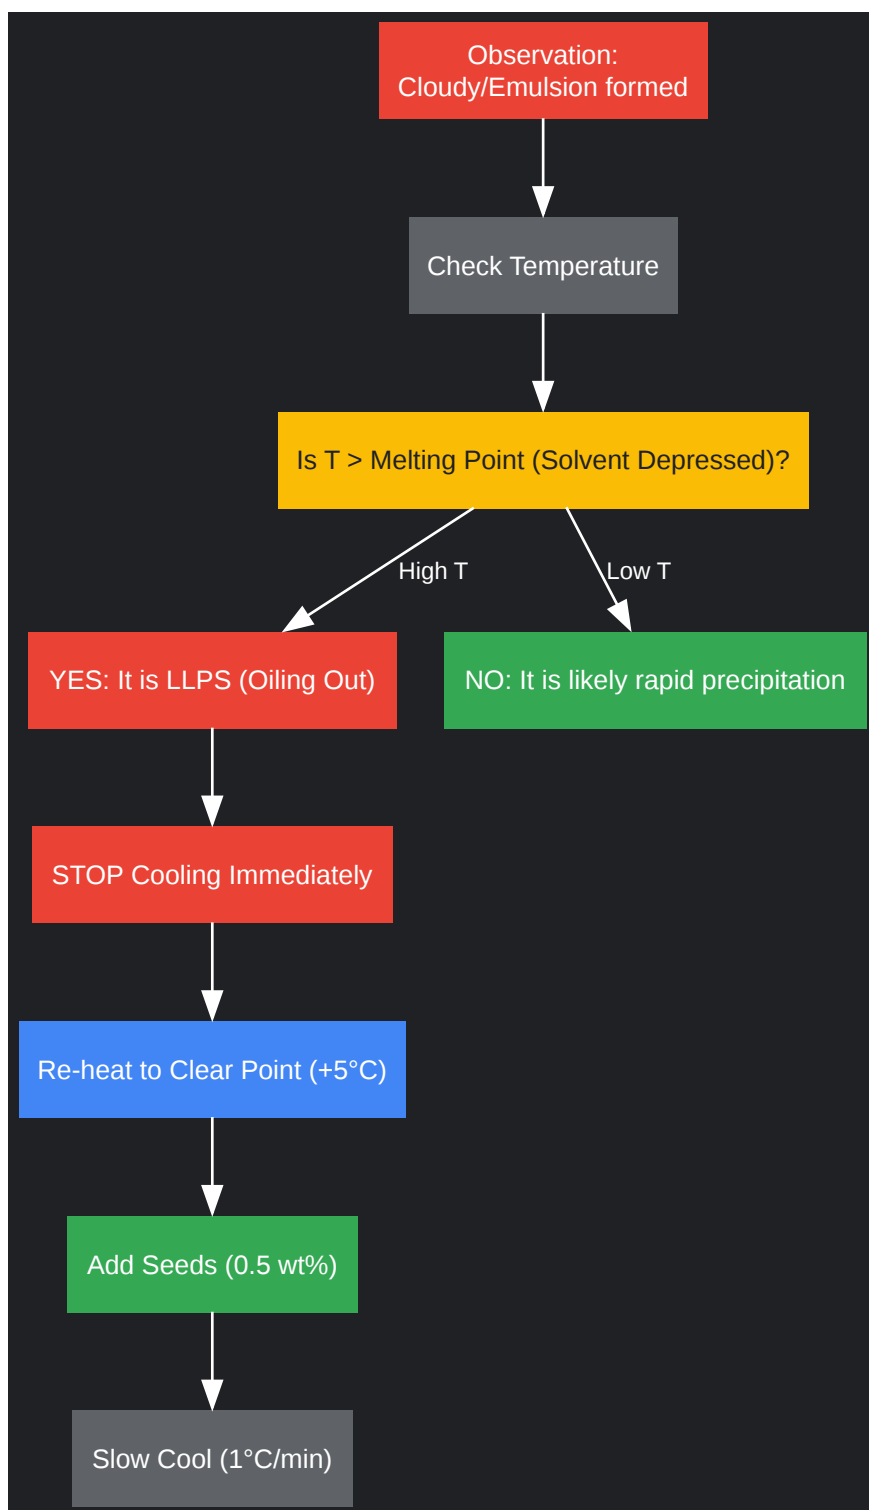 Observation:
Cloudy/Emulsion formed
Check Temperature
Is T > Melting Point (Solvent Depressed)?
High T
Low T
YES: It is LLPS (Oiling Out)
NO: It is likely rapid precipitation
STOP Cooling Immediately
Re-heat to Clear Point (+5°C)
Add Seeds (0.5 wt%)
Slow Cool (1°C/min)